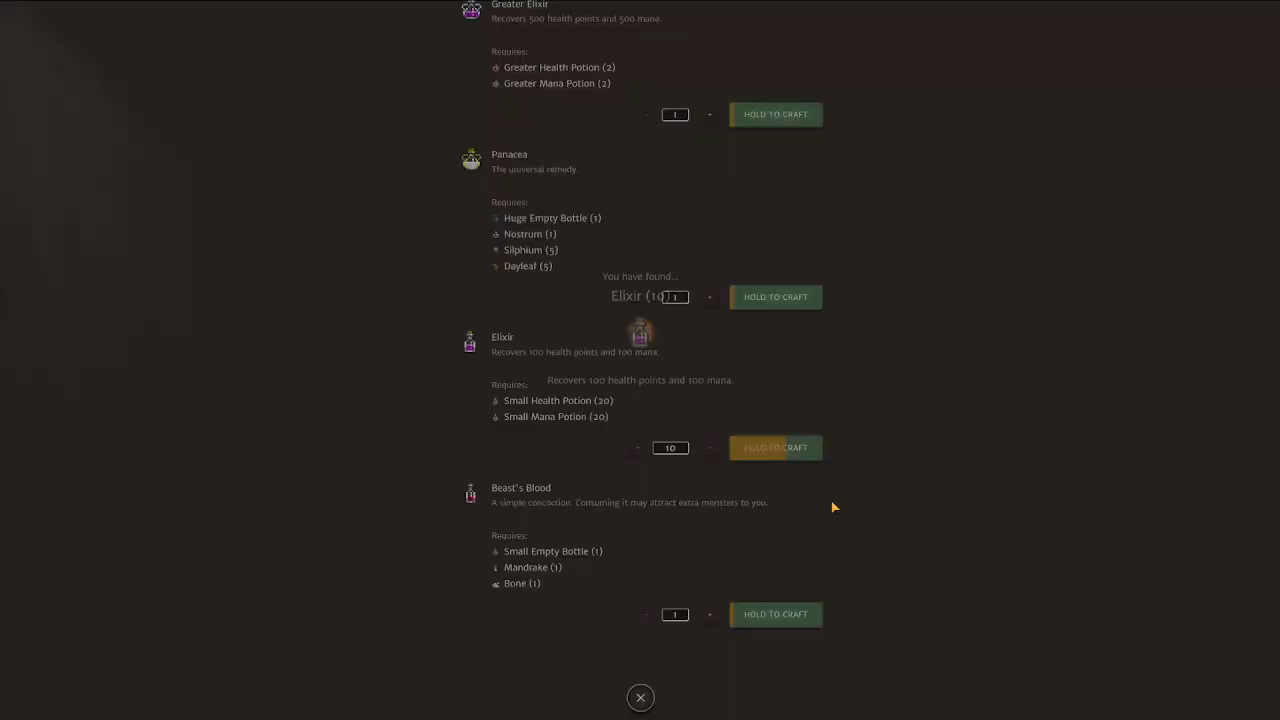 Greater Elixir
Recovers 500 health points and 500 mana.
Requires:
Greater Health Potion (2)
Greater Mana Potion (2)
- 1 + HOLD TO CRAFT
Panacea
The universal remedy.
Requires:
Huge Empty Bottle (1)
Nostrum (1)
Silphium (5)
Dayleaf (5)
You have found...
Elixir (10)
1 + HOLD TO CRAFT
Elixir
Recovers 100 health points and 100 mana.
Recovers 100 health points and 100 mana.
Requires:
Small Health Potion (20)
Small Mana Potion (20)
- 10 + HOLD TO CRAFT
Beast's Blood
A simple concoction. Consuming it may attract extra monsters to you.
Requires:
Small Empty Bottle (1)
Mandrake (1)
Bone (1)
- 1 + HOLD TO CRAFT